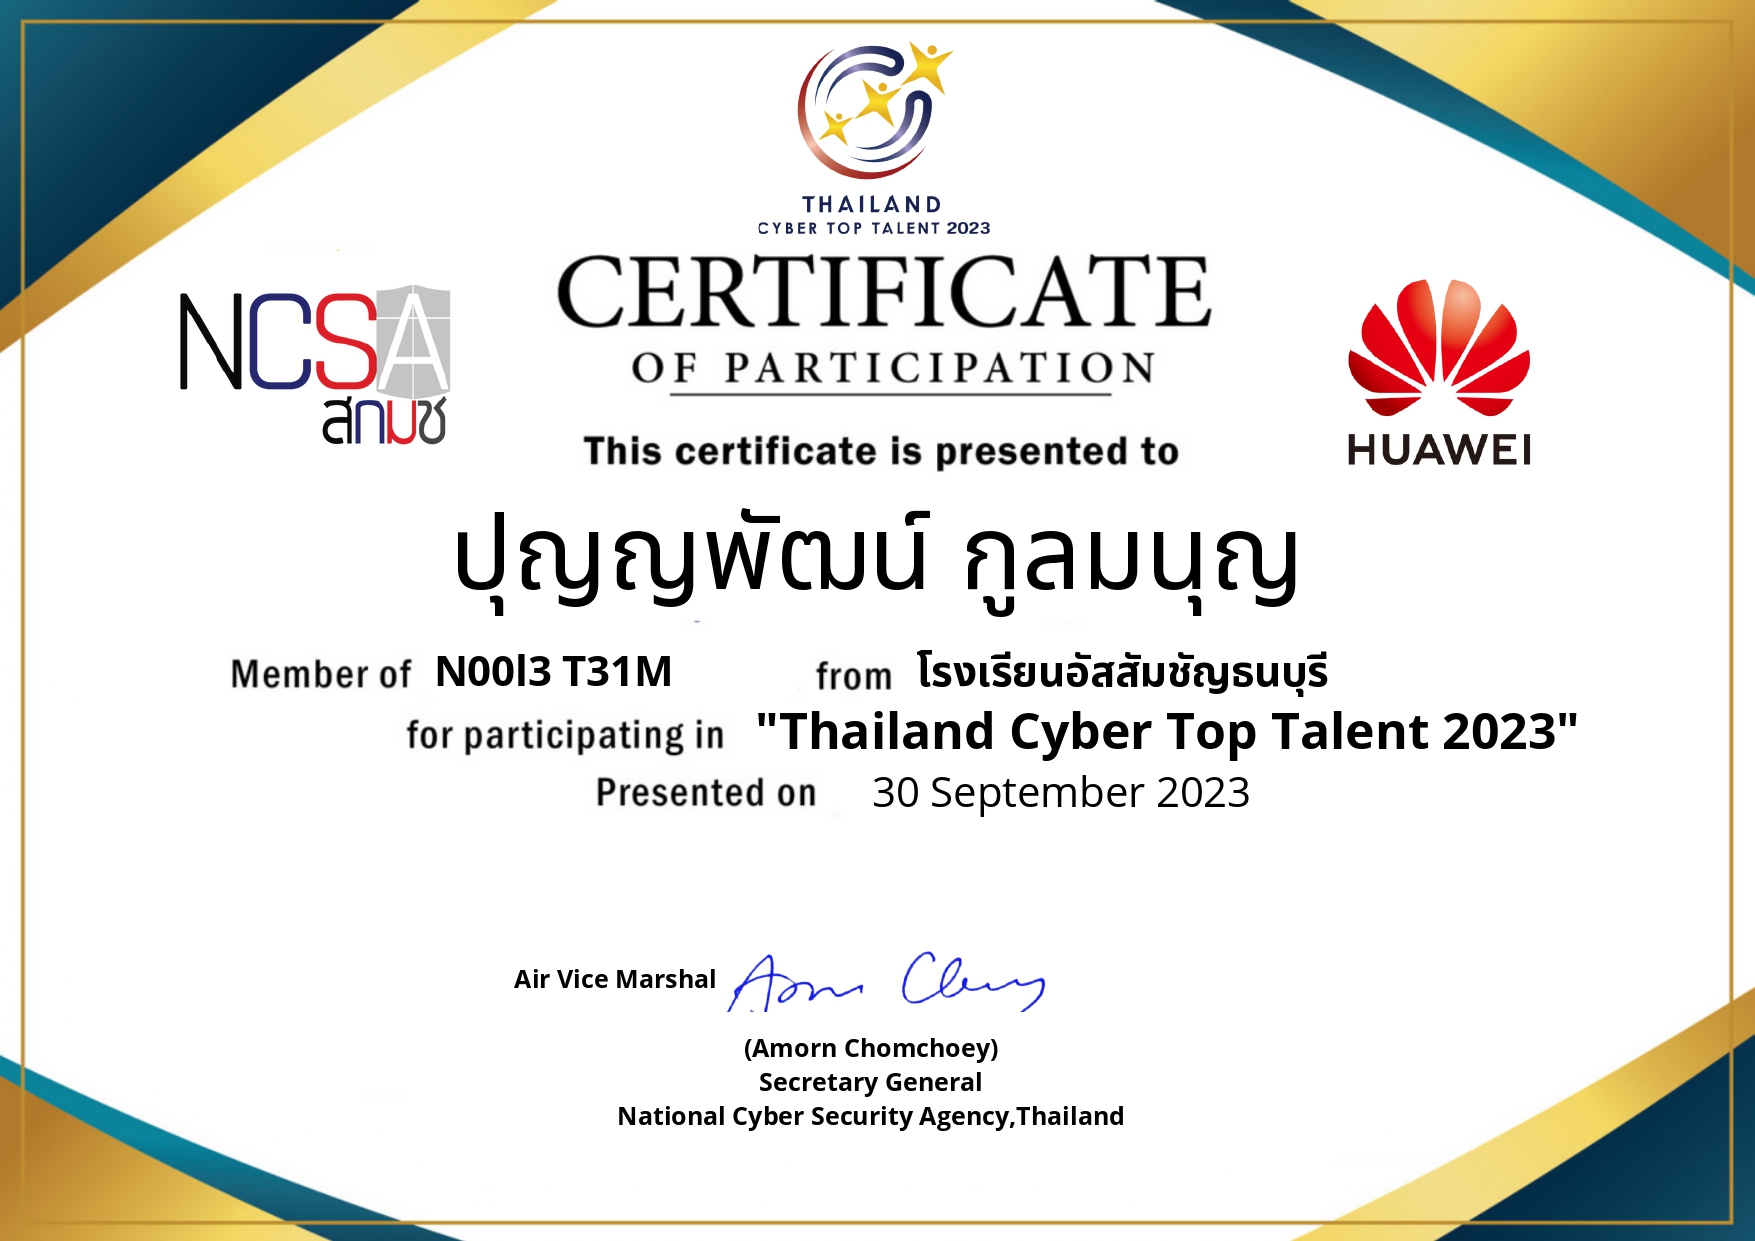 THAILAND
CYBER TOP TALENT 2023
CERTIFICATE
OF PARTICIPATION
NCSA
สกมช
HUAWEI
This certificate is presented to
ปุญญพัฒน์ กูลมนุญ
Member of N00l3 T31M from โรงเรียนอัสสัมชัญธนบุรี
for participating in "Thailand Cyber Top Talent 2023"
Presented on 30 September 2023
Air Vice Marshal
(Amorn Chomchoey)
Secretary General
National Cyber Security Agency,Thailand